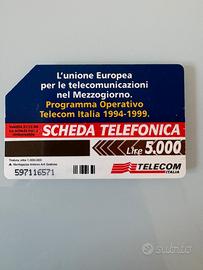 L'unione Europea
per le telecomunicazioni
nel Mezzogiorno.
Programma Operativo
Telecom Italia 1994-1999.
SCHEDA TELEFONICA
Lire 5.000
597116571
TELECOM
ITALIA
Subito